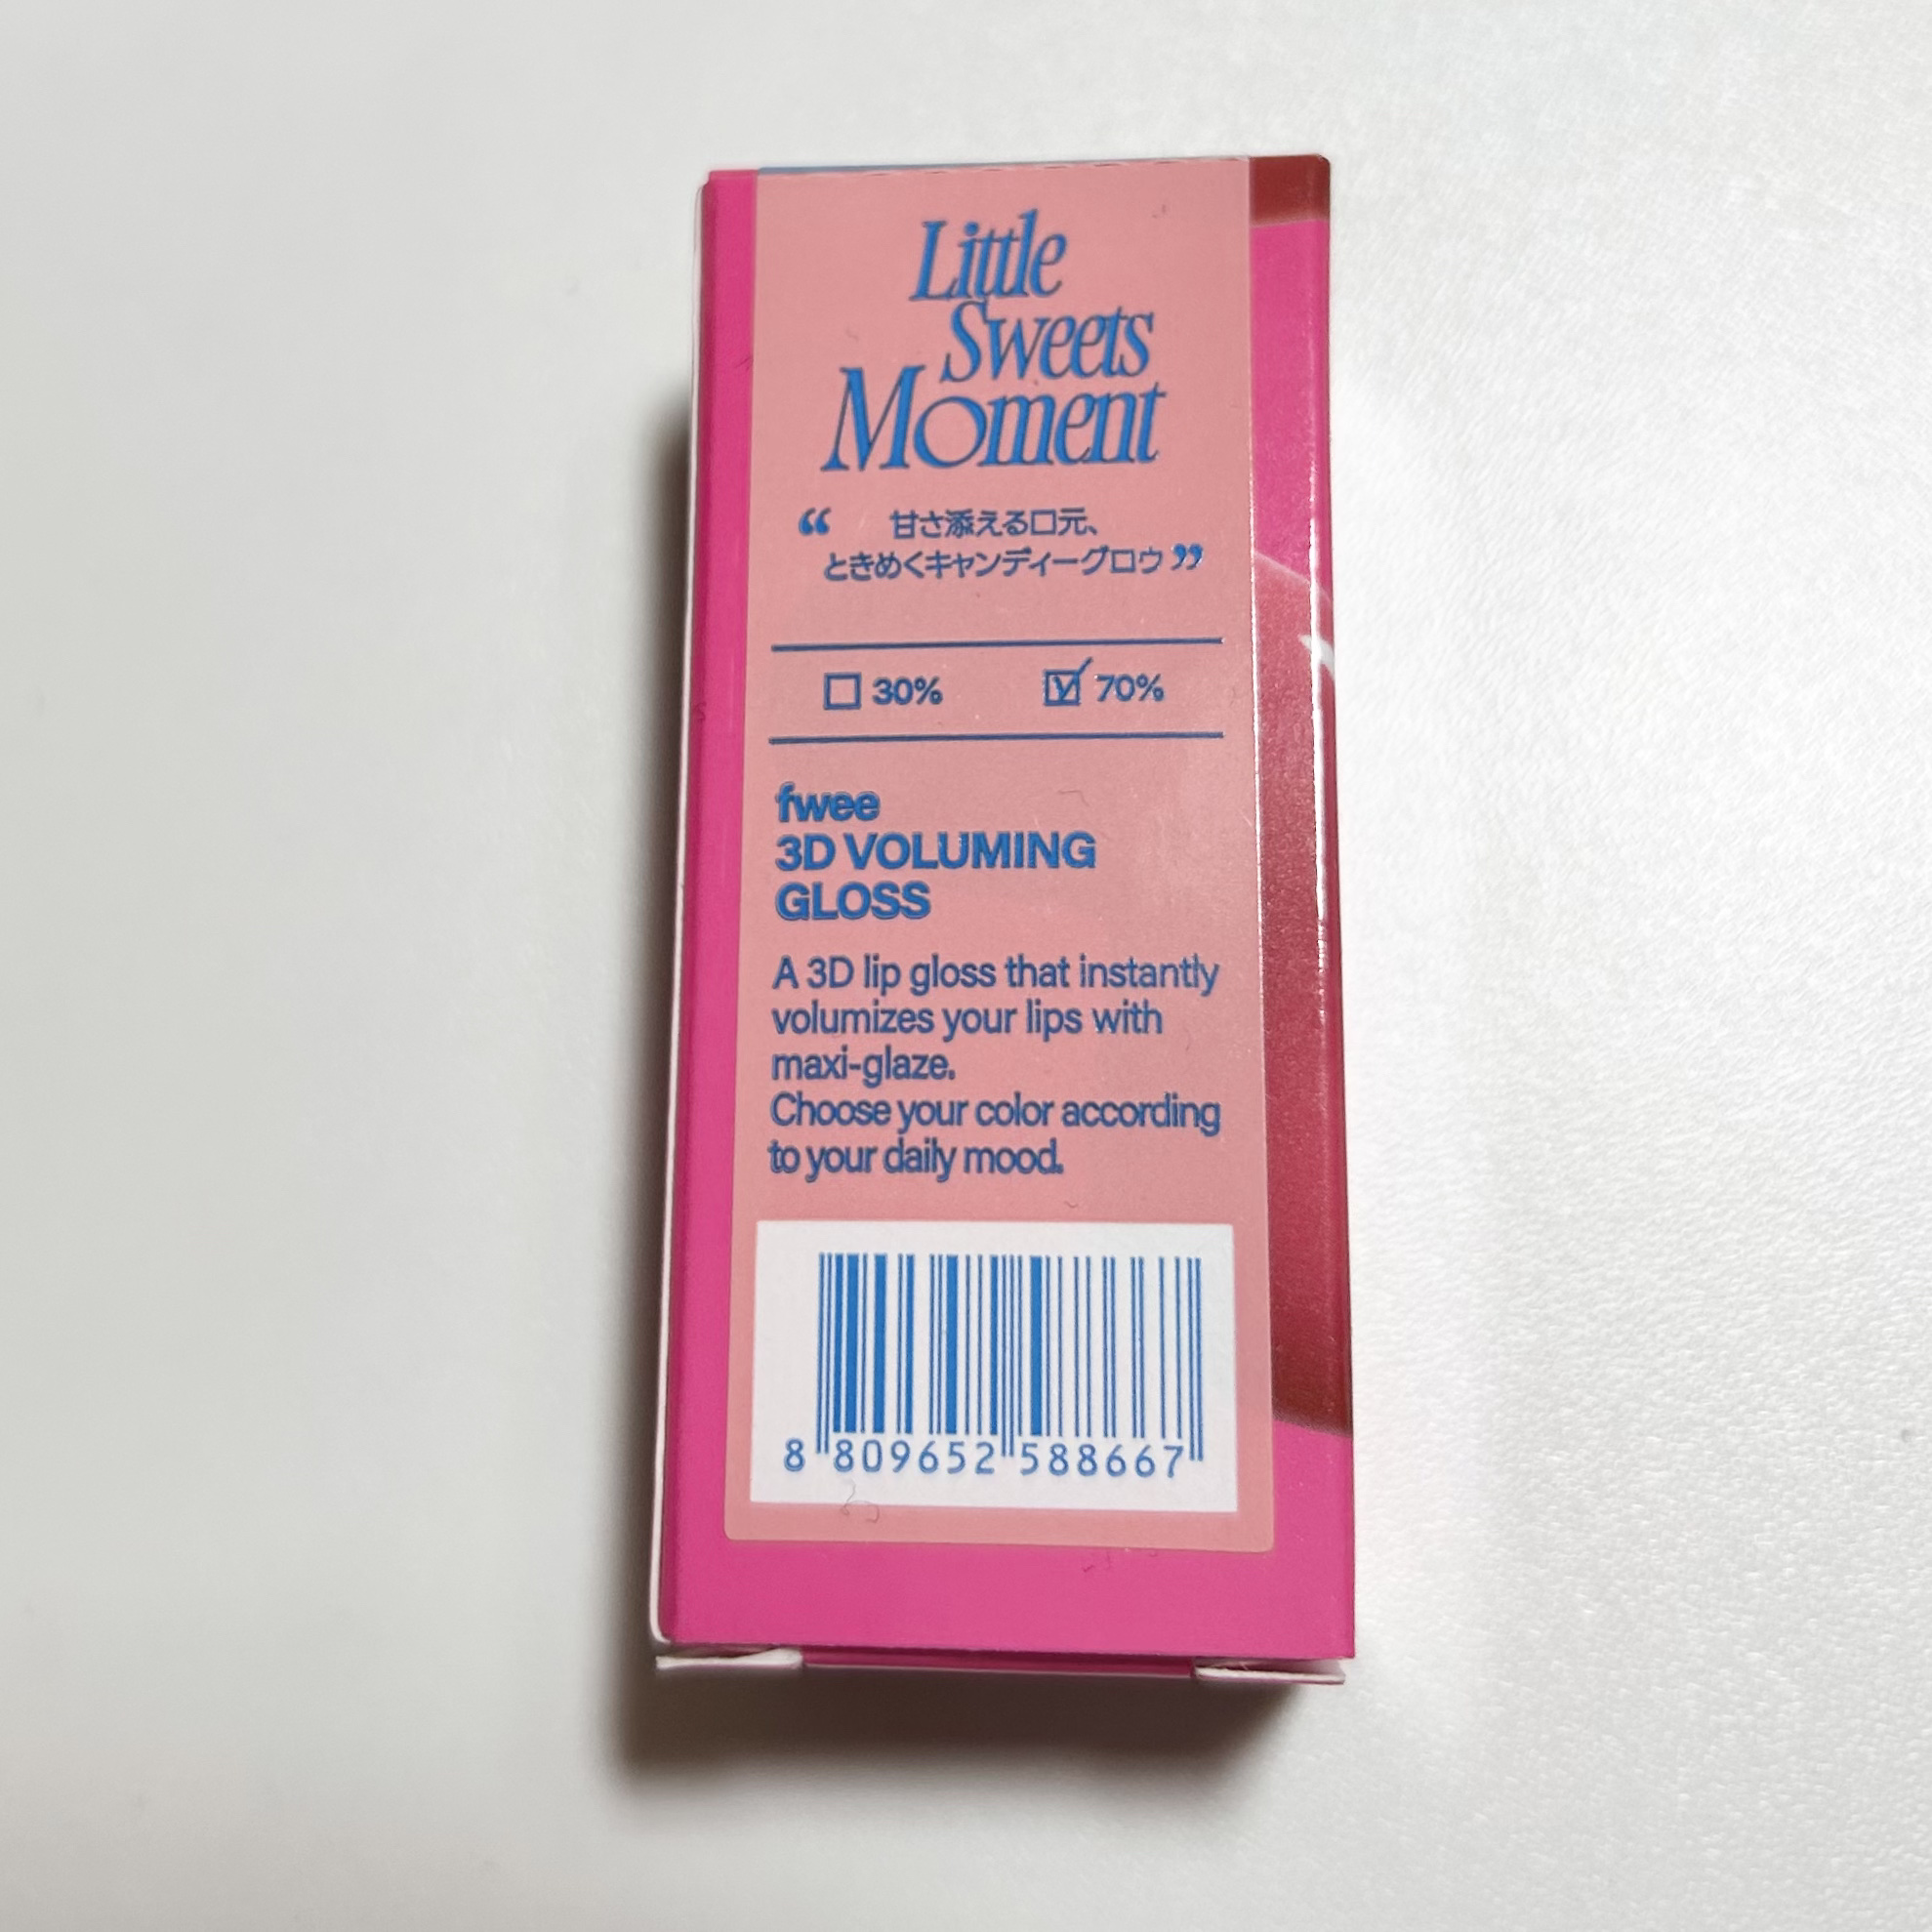 Little
Sweets
Moment
“ 甘さ添える口元、
ときめくキャンディーグロウ ”
30% 70%
fwee
3D VOLUMING
GLOSS
A 3D lip gloss that instantly
volumizes your lips with
maxi-glaze.
Choose your color according
to your daily mood.
8 809652 588667